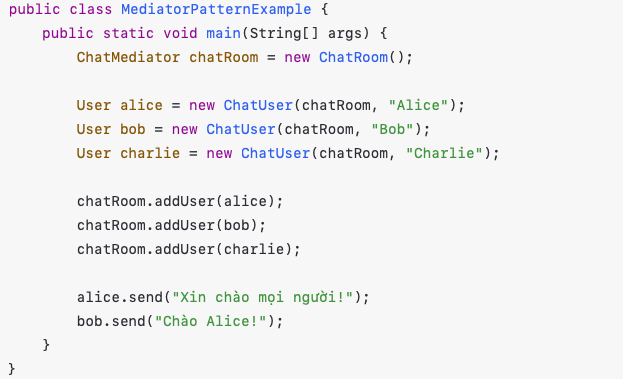 public class MediatorPatternExample {
    public static void main(String[] args) {
        ChatMediator chatRoom = new ChatRoom();

        User alice = new ChatUser(chatRoom, "Alice");
        User bob = new ChatUser(chatRoom, "Bob");
        User charlie = new ChatUser(chatRoom, "Charlie");

        chatRoom.addUser(alice);
        chatRoom.addUser(bob);
        chatRoom.addUser(charlie);

        alice.send("Xin chào mọi người!");
        bob.send("Chào Alice!");
    }
}